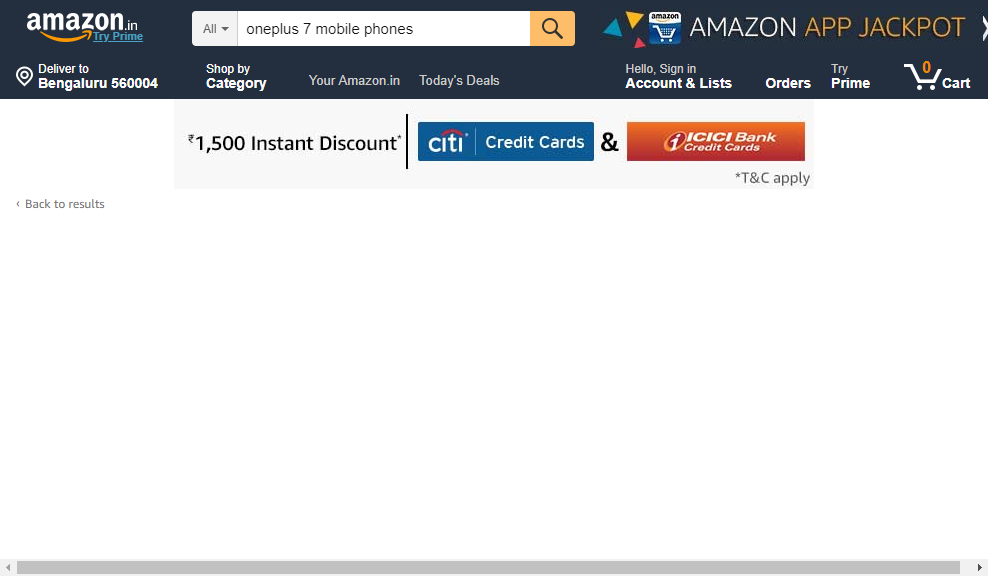 amazon.in
Try Prime
All
oneplus 7 mobile phones
amazon
AMAZON APP JACKPOT
Deliver to
Bengaluru 560004
Shop by
Category
Your Amazon.in
Today's Deals
Hello, Sign in
Account & Lists
Orders
Try
Prime
0
Cart
₹1,500 Instant Discount*
citi
Credit Cards
&
ICICI Bank
Credit Cards
*T&C apply
‹ Back to results